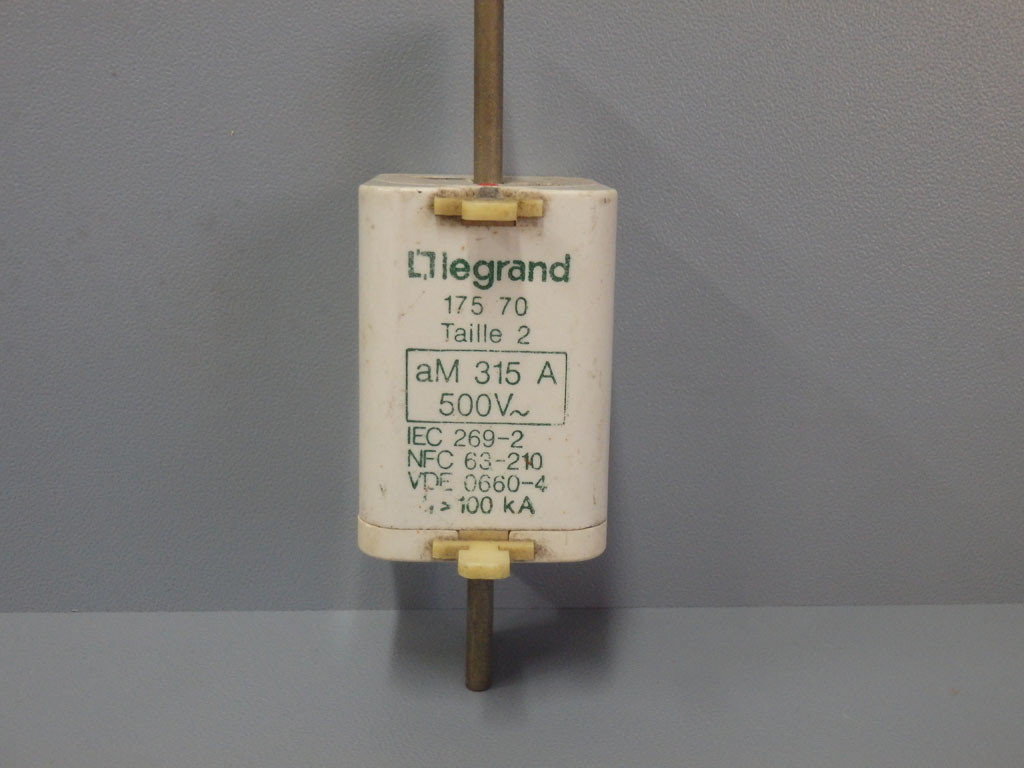 legrand
175 70
Taille 2
aM 315 A
500V~
IEC 269-2
NFC 63-210
VDE 0660-4
> 100 kA